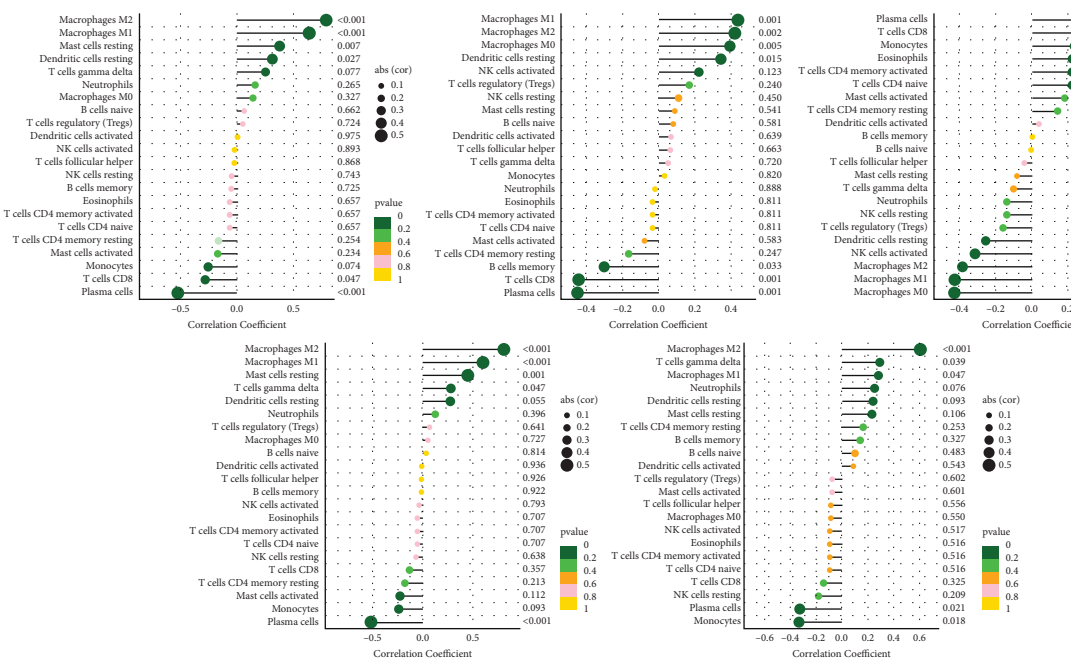 Macrophages M2 <0.001
Macrophages M1 <0.001
Mast cells resting 0.007
Dendritic cells resting 0.027
T cells gamma delta 0.077
Neutrophils 0.265
Macrophages M0 0.327
B cells naive 0.662
T cells regulatory (Tregs) 0.724
Dendritic cells activated 0.975
NK cells activated 0.893
T cells follicular helper 0.868
NK cells resting 0.743
B cells memory 0.725
Eosinophils 0.657
T cells CD4 memory activated 0.657
T cells CD4 naive 0.657
T cells CD4 memory resting 0.254
Mast cells activated 0.234
Monocytes 0.074
T cells CD8 0.047
Plasma cells <0.001
−0.5 0.0 0.5
Correlation Coefficient
abs (cor)
0.1
0.2
0.3
0.4
0.5
pvalue
0
0.2
0.4
0.6
0.8
1
Macrophages M1 0.001
Macrophages M2 0.002
Macrophages M0 0.005
Dendritic cells resting 0.015
NK cells activated 0.123
T cells regulatory (Tregs) 0.240
NK cells resting 0.450
Mast cells resting 0.541
B cells naive 0.581
Dendritic cells activated 0.639
T cells follicular helper 0.663
T cells gamma delta 0.720
Monocytes 0.820
Neutrophils 0.888
Eosinophils 0.811
T cells CD4 memory activated 0.811
T cells CD4 naive 0.811
Mast cells activated 0.583
T cells CD4 memory resting 0.247
B cells memory 0.033
T cells CD8 0.001
Plasma cells 0.001
−0.4 −0.2 0.0 0.2 0.4
Correlation Coefficient
Plasma cells
T cells CD8
Monocytes
Eosinophils
T cells CD4 memory activated
T cells CD4 naive
Mast cells activated
T cells CD4 memory resting
Dendritic cells activated
B cells memory
B cells naive
T cells follicular helper
Mast cells resting
T cells gamma delta
Neutrophils
NK cells resting
T cells regulatory (Tregs)
Dendritic cells resting
NK cells activated
Macrophages M2
Macrophages M1
Macrophages M0
−0.4 −0.2 0.0 0.2
Correlation Coeffici
Macrophages M2 <0.001
Macrophages M1 <0.001
Mast cells resting 0.001
T cells gamma delta 0.047
Dendritic cells resting 0.055
Neutrophils 0.396
T cells regulatory (Tregs) 0.641
Macrophages M0 0.727
B cells naive 0.814
Dendritic cells activated 0.936
T cells follicular helper 0.926
B cells memory 0.922
NK cells activated 0.793
Eosinophils 0.707
T cells CD4 memory activated 0.707
T cells CD4 naive 0.707
NK cells resting 0.638
T cells CD8 0.357
T cells CD4 memory resting 0.213
Mast cells activated 0.112
Monocytes 0.093
Plasma cells <0.001
−0.5 0.0 0.5
Correlation Coefficient
abs (cor)
0.1
0.2
0.3
0.4
0.5
pvalue
0
0.2
0.4
0.6
0.8
1
Macrophages M2 <0.001
T cells gamma delta 0.039
Macrophages M1 0.047
Neutrophils 0.076
Dendritic cells resting 0.093
Mast cells resting 0.106
T cells CD4 memory resting 0.253
B cells memory 0.327
B cells naive 0.483
Dendritic cells activated 0.543
T cells regulatory (Tregs) 0.602
Mast cells activated 0.601
T cells follicular helper 0.556
Macrophages M0 0.550
NK cells activated 0.517
Eosinophils 0.516
T cells CD4 memory activated 0.516
T cells CD4 naive 0.516
T cells CD8 0.325
NK cells resting 0.209
Plasma cells 0.021
Monocytes 0.018
−0.6 −0.4 −0.2 0.0 0.2 0.4 0.6
Correlation Coefficient
abs (cor)
0.1
0.2
0.3
0.4
0.5
pvalue
0
0.2
0.4
0.6
0.8
1